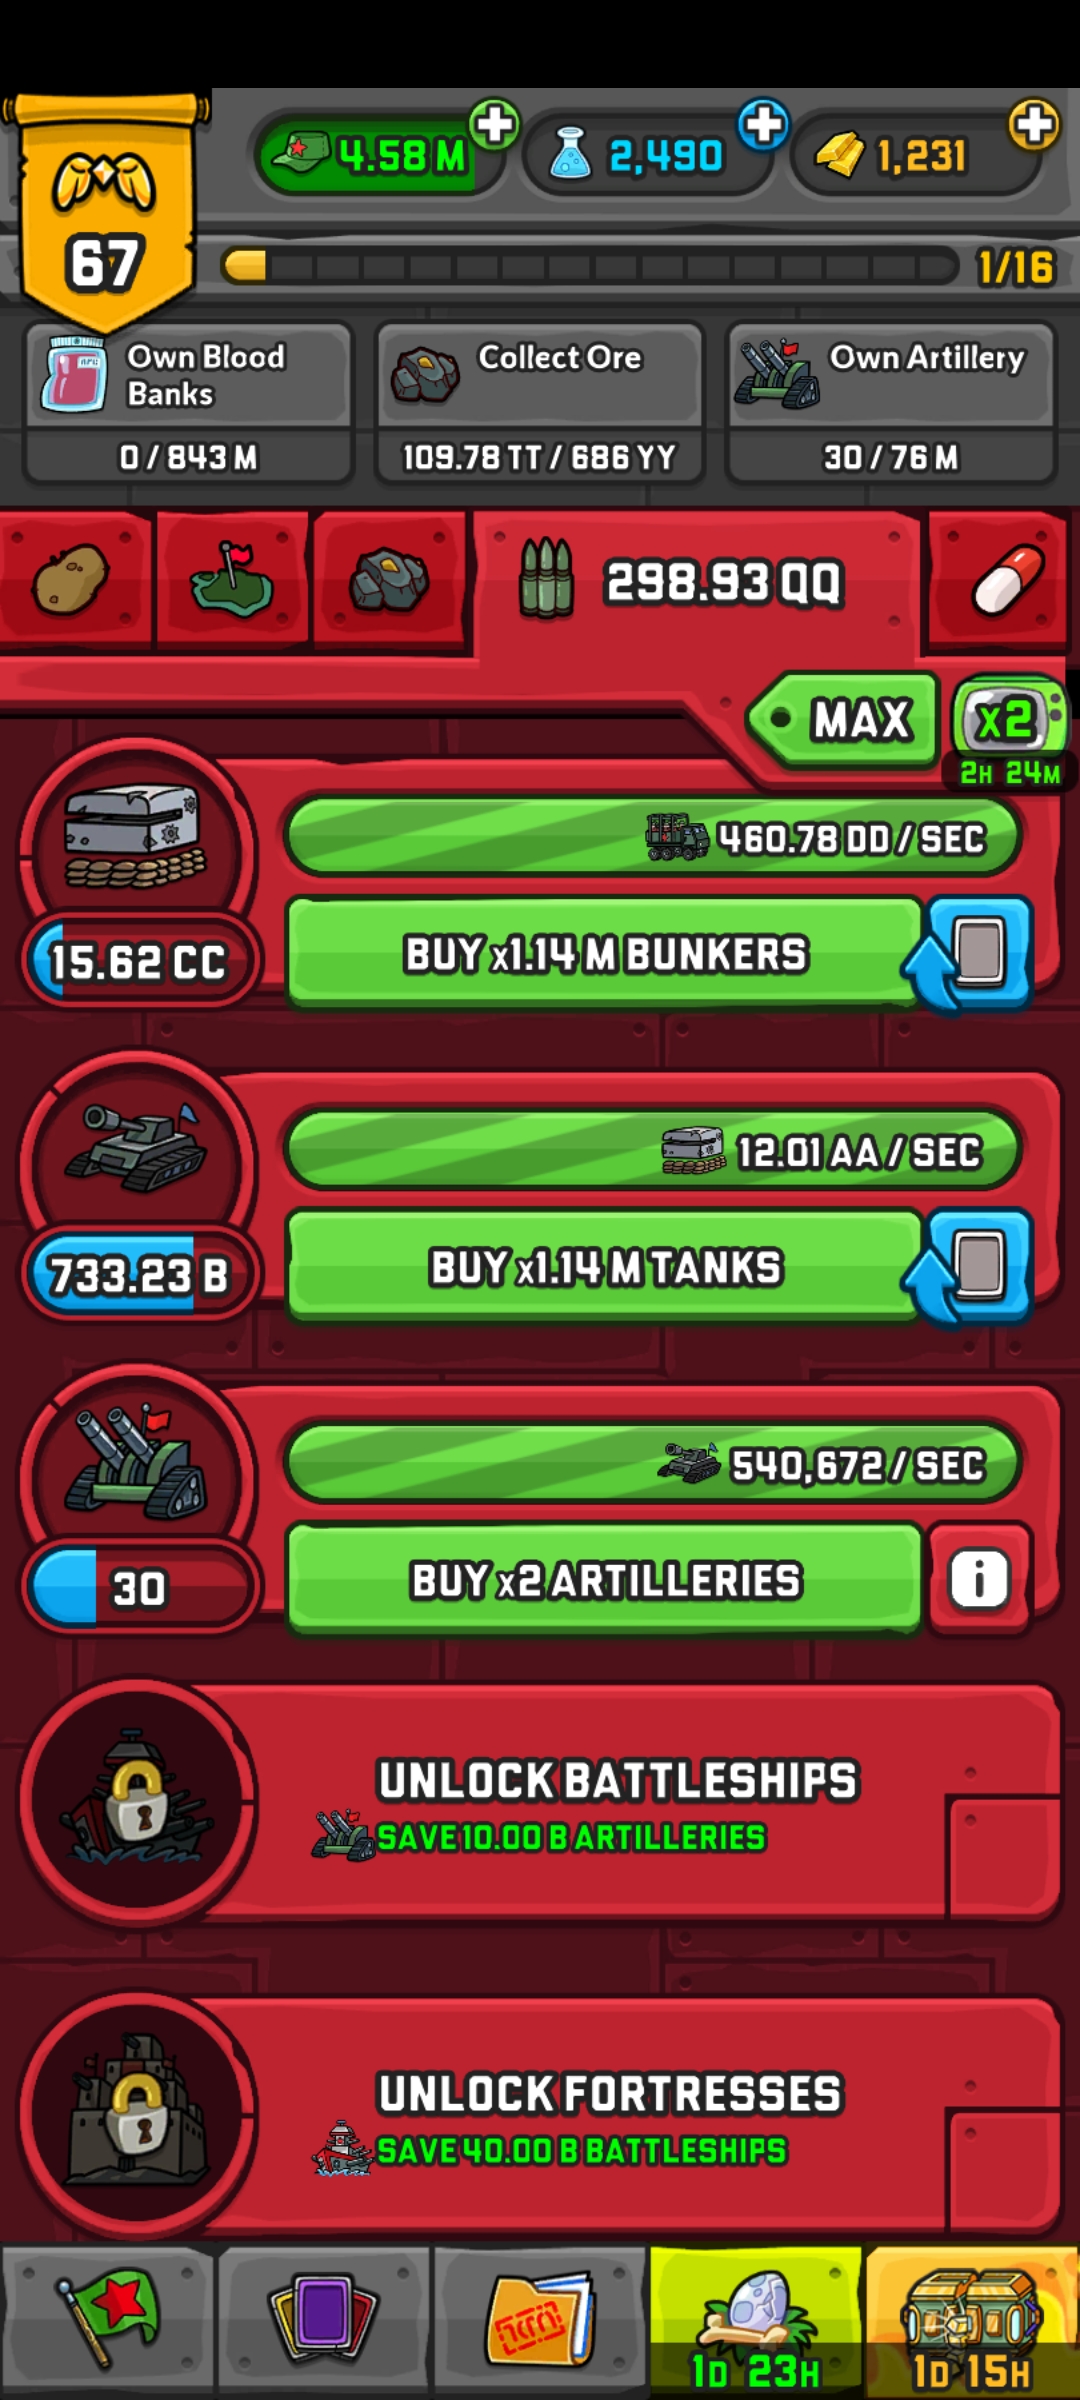 4.58 M
2,490
1,231
67
1/16
Own Blood
Banks
Collect Ore
Own Artillery
0 / 843 M
109.78 TT / 686 YY
30 / 76 M
298.93 QQ
MAX
x2
2H 24M
460.78 DD / SEC
15.62 CC
BUY x1.14 M BUNKERS
12.01 AA / SEC
733.23 B
BUY x1.14 M TANKS
540,672 / SEC
30
BUY x2 ARTILLERIES
i
UNLOCK BATTLESHIPS
SAVE 10.00 B ARTILLERIES
UNLOCK FORTRESSES
SAVE 40.00 B BATTLESHIPS
1D 23H
1D 15H